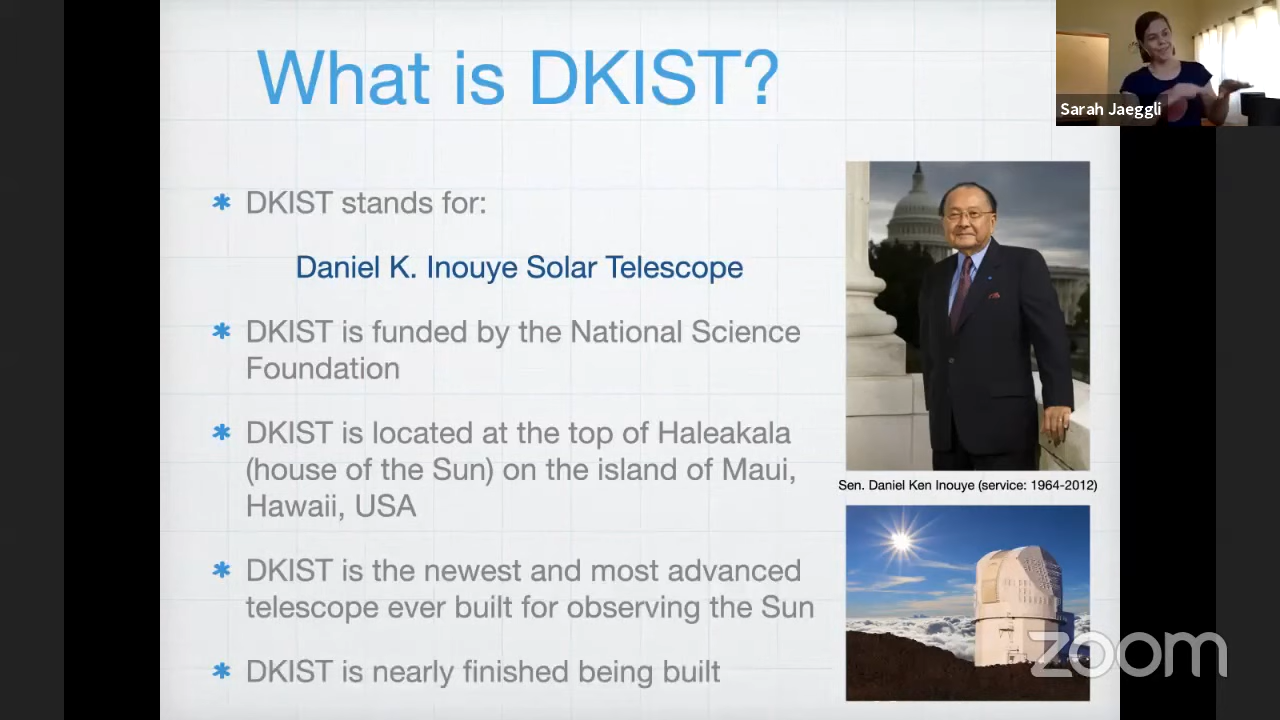 What is DKIST?
Sarah Jaeggli
* DKIST stands for:
Daniel K. Inouye Solar Telescope
* DKIST is funded by the National Science
Foundation
* DKIST is located at the top of Haleakala
(house of the Sun) on the island of Maui,
Hawaii, USA
* DKIST is the newest and most advanced
telescope ever built for observing the Sun
* DKIST is nearly finished being built
Sen. Daniel Ken Inouye (service: 1964-2012)
zoom